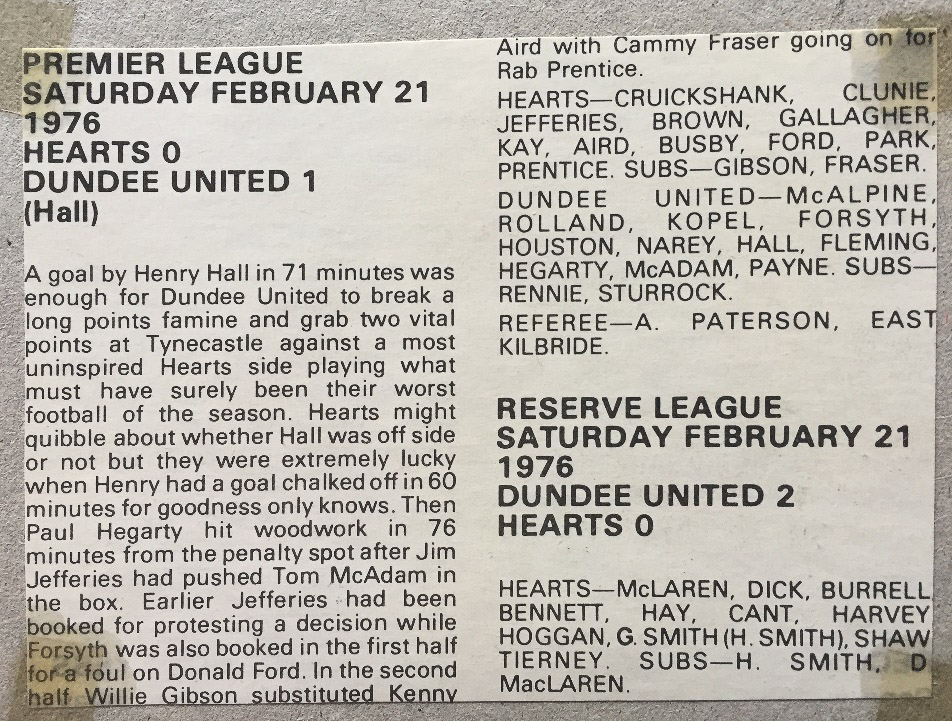 PREMIER LEAGUE
SATURDAY FEBRUARY 21
1976
HEARTS 0
DUNDEE UNITED 1
(Hall)
A goal by Henry Hall in 71 minutes was
enough for Dundee United to break a
long points famine and grab two vital
points at Tynecastle against a most
uninspired Hearts side playing what
must have surely been their worst
football of the season. Hearts might
quibble about whether Hall was off side
or not but they were extremely lucky
when Henry had a goal chalked off in 60
minutes for goodness only knows. Then
Paul Hegarty hit woodwork in 76
minutes from the penalty spot after Jim
Jefferies had pushed Tom McAdam in
the box. Earlier Jefferies had been
booked for protesting a decision while
Forsyth was also booked in the first half
for a foul on Donald Ford. In the second
half Willie Gibson substituted Kenny
Aird with Cammy Fraser going on for
Rab Prentice.
HEARTS—CRUICKSHANK, CLUNIE,
JEFFERIES, BROWN, GALLAGHER,
KAY, AIRD, BUSBY, FORD, PARK,
PRENTICE. SUBS—GIBSON, FRASER.
DUNDEE UNITED—McALPINE,
ROLLAND, KOPEL, FORSYTH,
HOUSTON, NAREY, HALL, FLEMING,
HEGARTY, McADAM, PAYNE. SUBS—
RENNIE, STURROCK.
REFEREE—A. PATERSON, EAST
KILBRIDE.
RESERVE LEAGUE
SATURDAY FEBRUARY 21
1976
DUNDEE UNITED 2
HEARTS 0
HEARTS—McLAREN, DICK, BURRELL
BENNETT, HAY, CANT, HARVEY
HOGGAN, G. SMITH (H. SMITH), SHAW
TIERNEY. SUBS—H. SMITH, D
MacLAREN.